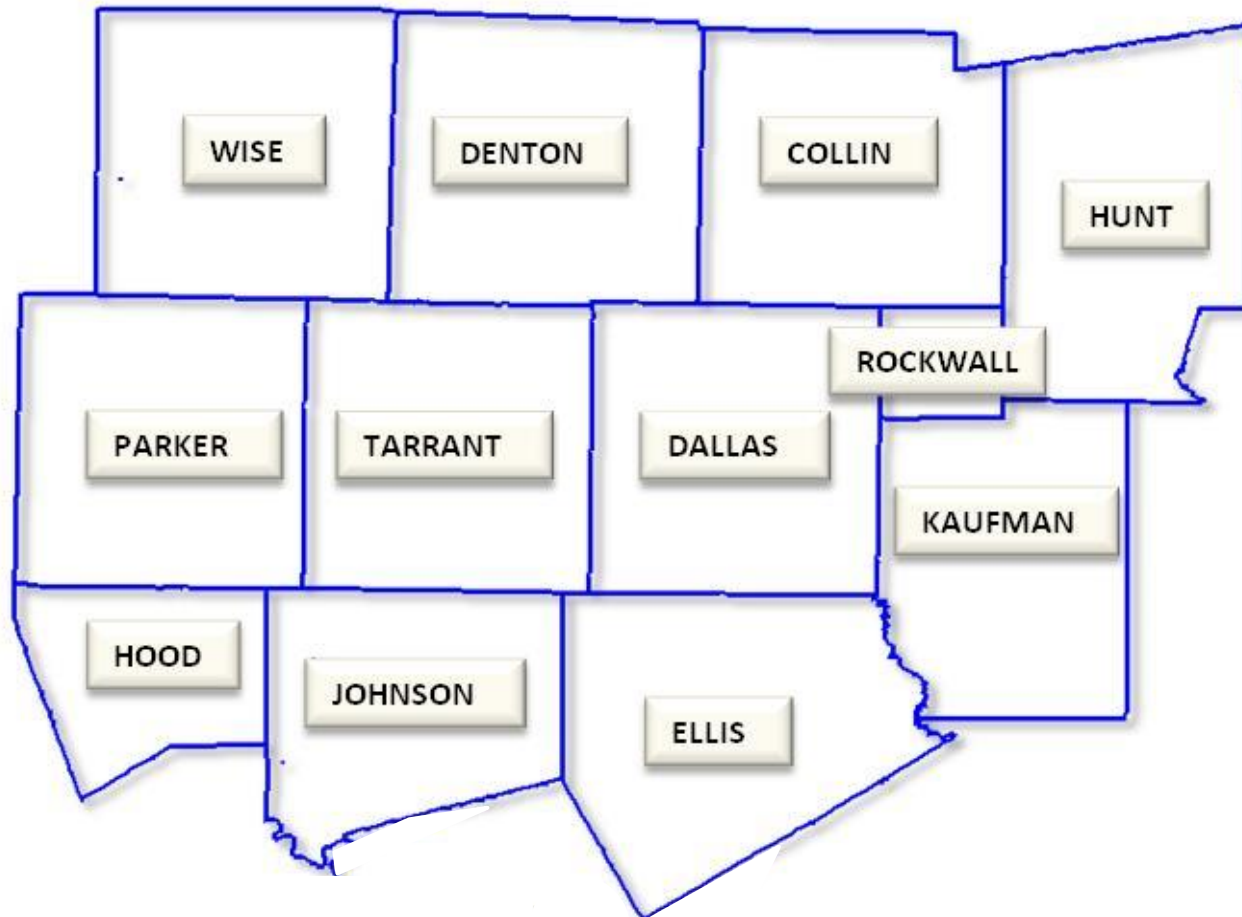 WISE
DENTON
COLLIN
HUNT
ROCKWALL
PARKER
TARRANT
DALLAS
KAUFMAN
HOOD
JOHNSON
ELLIS